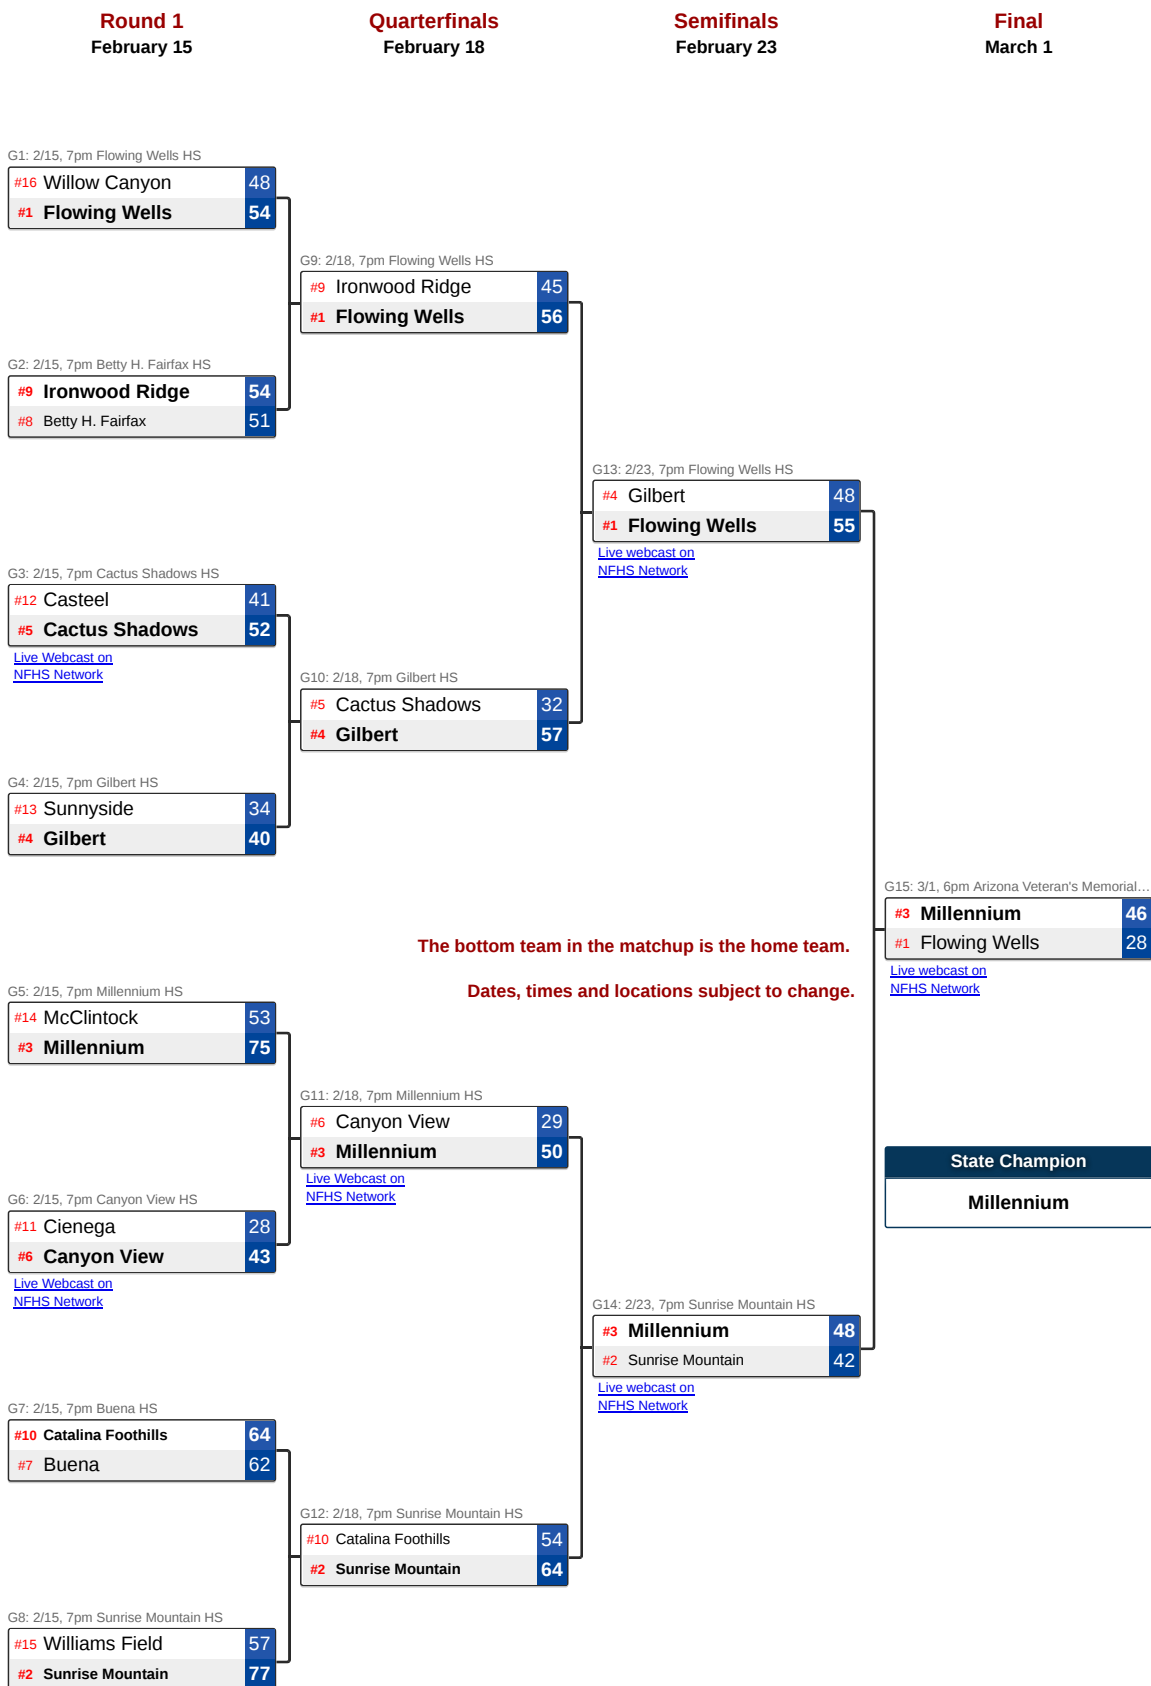 Round 1
February 15
Quarterfinals
February 18
Semifinals
February 23
Final
March 1
G1: 2/15, 7pm Flowing Wells HS
#16 Willow Canyon 48
#1 Flowing Wells 54
G2: 2/15, 7pm Betty H. Fairfax HS
#9 Ironwood Ridge 54
#8 Betty H. Fairfax 51
G3: 2/15, 7pm Cactus Shadows HS
#12 Casteel 41
#5 Cactus Shadows 52
Live Webcast on
NFHS Network
G4: 2/15, 7pm Gilbert HS
#13 Sunnyside 34
#4 Gilbert 40
G5: 2/15, 7pm Millennium HS
#14 McClintock 53
#3 Millennium 75
G6: 2/15, 7pm Canyon View HS
#11 Cienega 28
#6 Canyon View 43
Live Webcast on
NFHS Network
G7: 2/15, 7pm Buena HS
#10 Catalina Foothills 64
#7 Buena 62
G8: 2/15, 7pm Sunrise Mountain HS
#15 Williams Field 57
#2 Sunrise Mountain 77
G9: 2/18, 7pm Flowing Wells HS
#9 Ironwood Ridge 45
#1 Flowing Wells 56
G10: 2/18, 7pm Gilbert HS
#5 Cactus Shadows 32
#4 Gilbert 57
G11: 2/18, 7pm Millennium HS
#6 Canyon View 29
#3 Millennium 50
Live Webcast on
NFHS Network
G12: 2/18, 7pm Sunrise Mountain HS
#10 Catalina Foothills 54
#2 Sunrise Mountain 64
G13: 2/23, 7pm Flowing Wells HS
#4 Gilbert 48
#1 Flowing Wells 55
Live webcast on
NFHS Network
The bottom team in the matchup is the home team.
Dates, times and locations subject to change.
G14: 2/23, 7pm Sunrise Mountain HS
#3 Millennium 48
#2 Sunrise Mountain 42
Live webcast on
NFHS Network
G15: 3/1, 6pm Arizona Veteran's Memorial...
#3 Millennium 46
#1 Flowing Wells 28
Live webcast on
NFHS Network
State Champion
Millennium